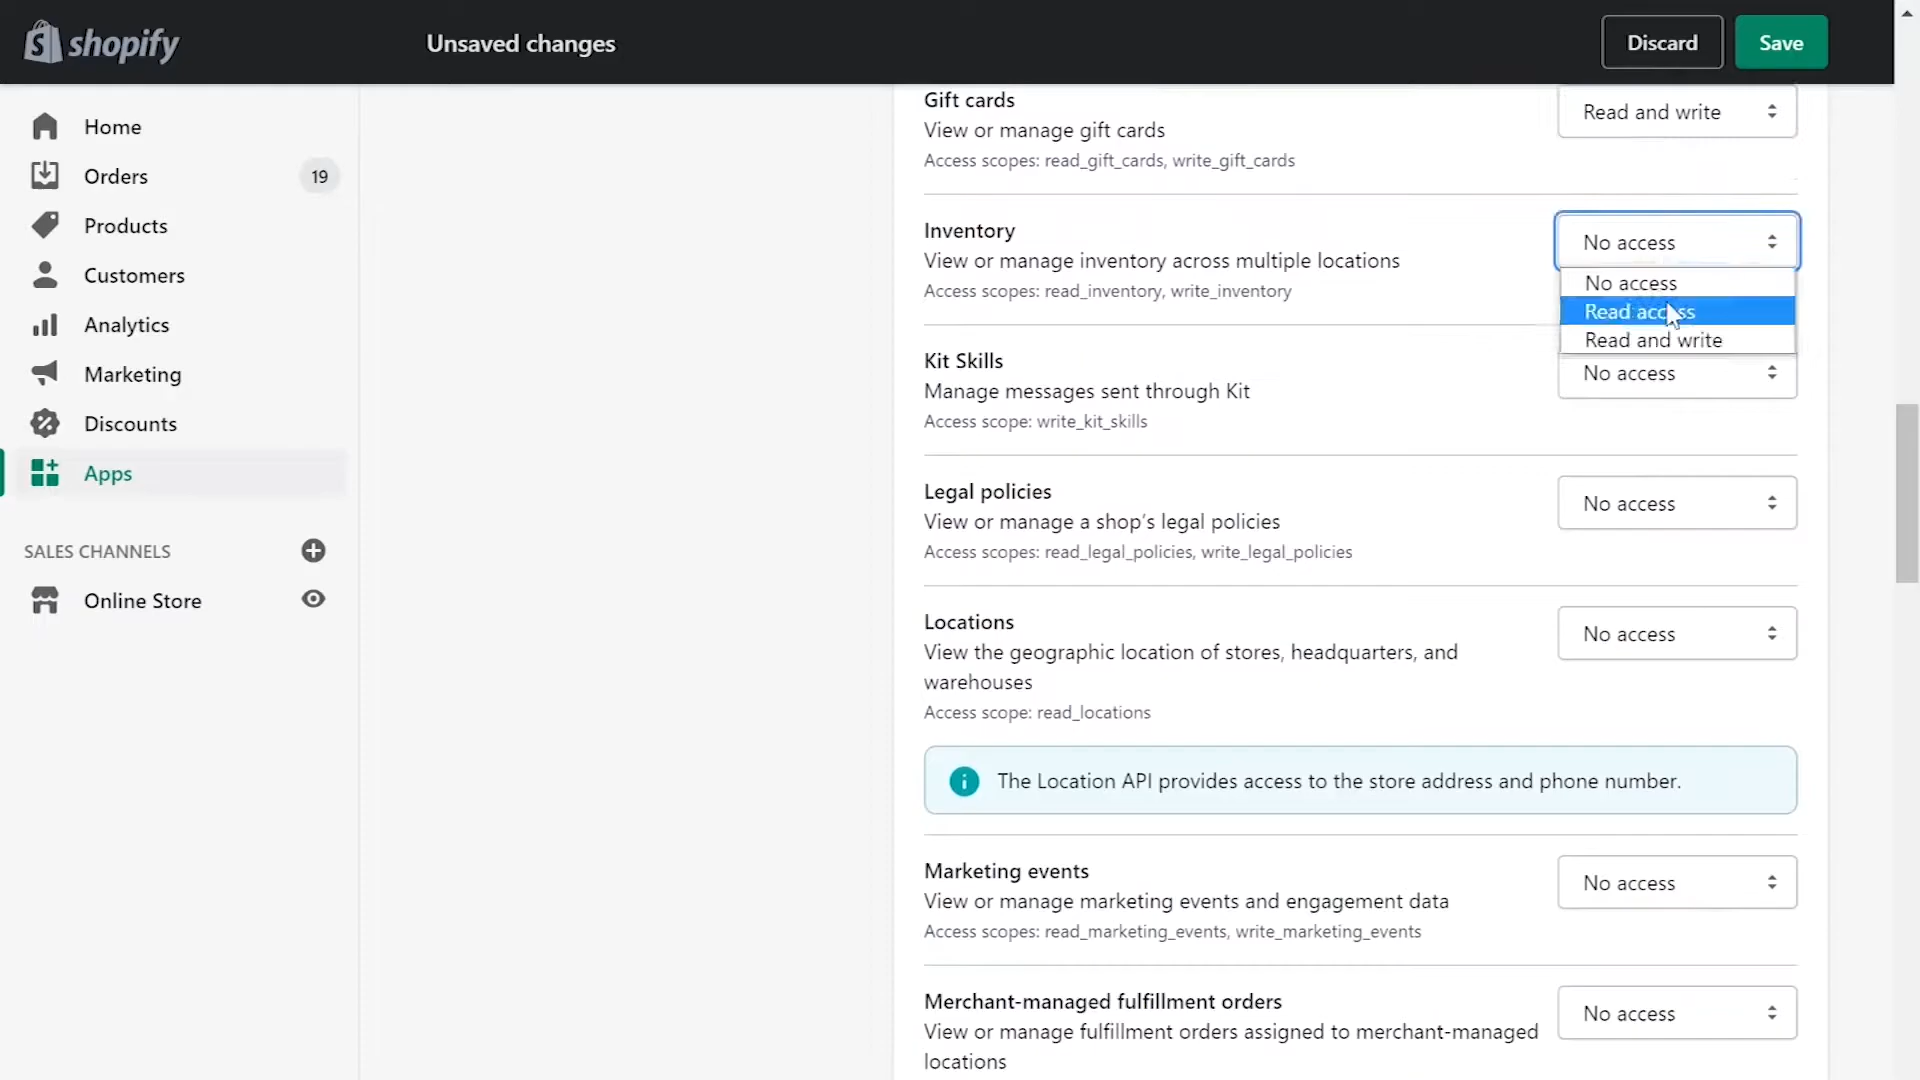 shopify
Unsaved changes
Discard
Save
Home
Orders
19
Products
Customers
Analytics
Marketing
Discounts
Apps
SALES CHANNELS
Online Store
Gift cards
View or manage gift cards
Access scopes: read_gift_cards, write_gift_cards
Read and write
Inventory
View or manage inventory across multiple locations
Access scopes: read_inventory, write_inventory
No access
No access
Read access
Read and write
Kit Skills
Manage messages sent through Kit
Access scope: write_kit_skills
No access
Legal policies
View or manage a shop's legal policies
Access scopes: read_legal_policies, write_legal_policies
No access
Locations
View the geographic location of stores, headquarters, and
warehouses
Access scope: read_locations
No access
The Location API provides access to the store address and phone number.
Marketing events
View or manage marketing events and engagement data
Access scopes: read_marketing_events, write_marketing_events
No access
Merchant-managed fulfillment orders
View or manage fulfillment orders assigned to merchant-managed
locations
No access